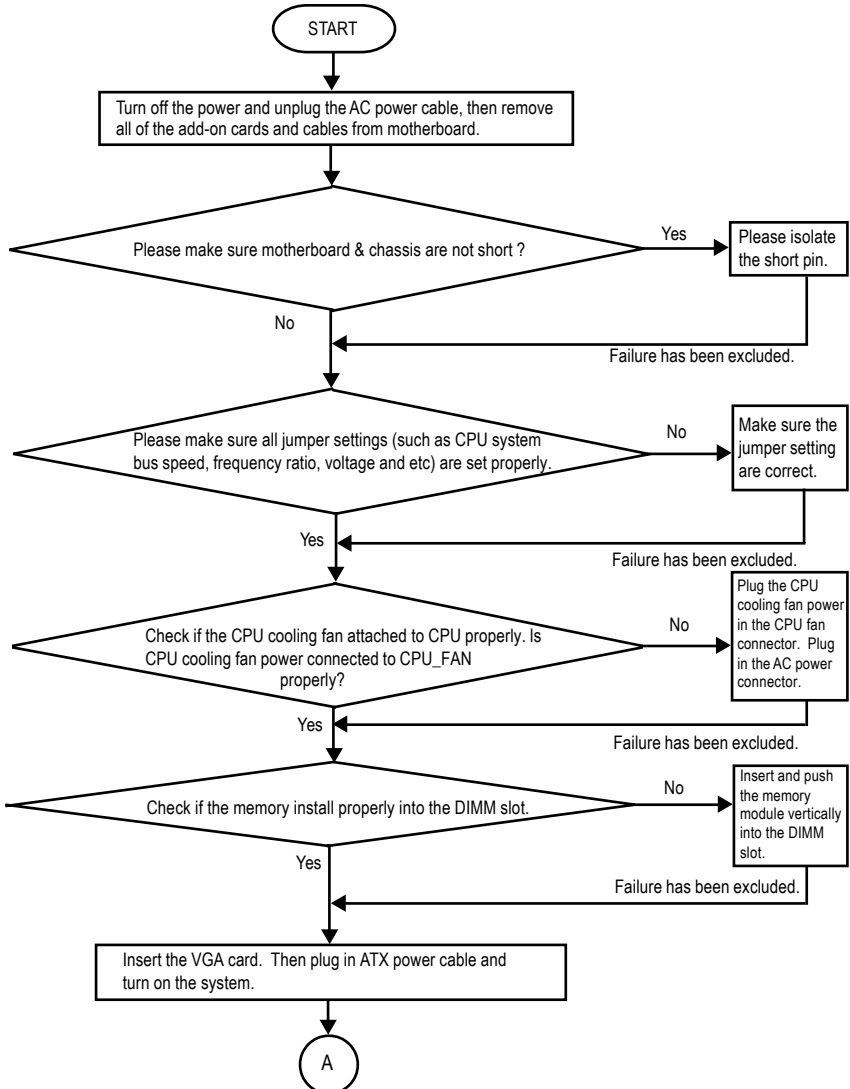 START
Turn off the power and unplug the AC power cable, then remove
all of the add-on cards and cables from motherboard.
Please make sure motherboard & chassis are not short ?
Yes
Please isolate
the short pin.
No
Failure has been excluded.
Please make sure all jumper settings (such as CPU system
bus speed, frequency ratio, voltage and etc) are set properly.
No
Make sure the
jumper setting
are correct.
Yes
Failure has been excluded.
Check if the CPU cooling fan attached to CPU properly. Is
CPU cooling fan power connected to CPU_FAN
properly?
No
Plug the CPU
cooling fan power
in the CPU fan
connector. Plug
in the AC power
connector.
Yes
Failure has been excluded.
Check if the memory install properly into the DIMM slot.
No
Insert and push
the memory
module vertically
into the DIMM
slot.
Yes
Failure has been excluded.
Insert the VGA card. Then plug in ATX power cable and
turn on the system.
A